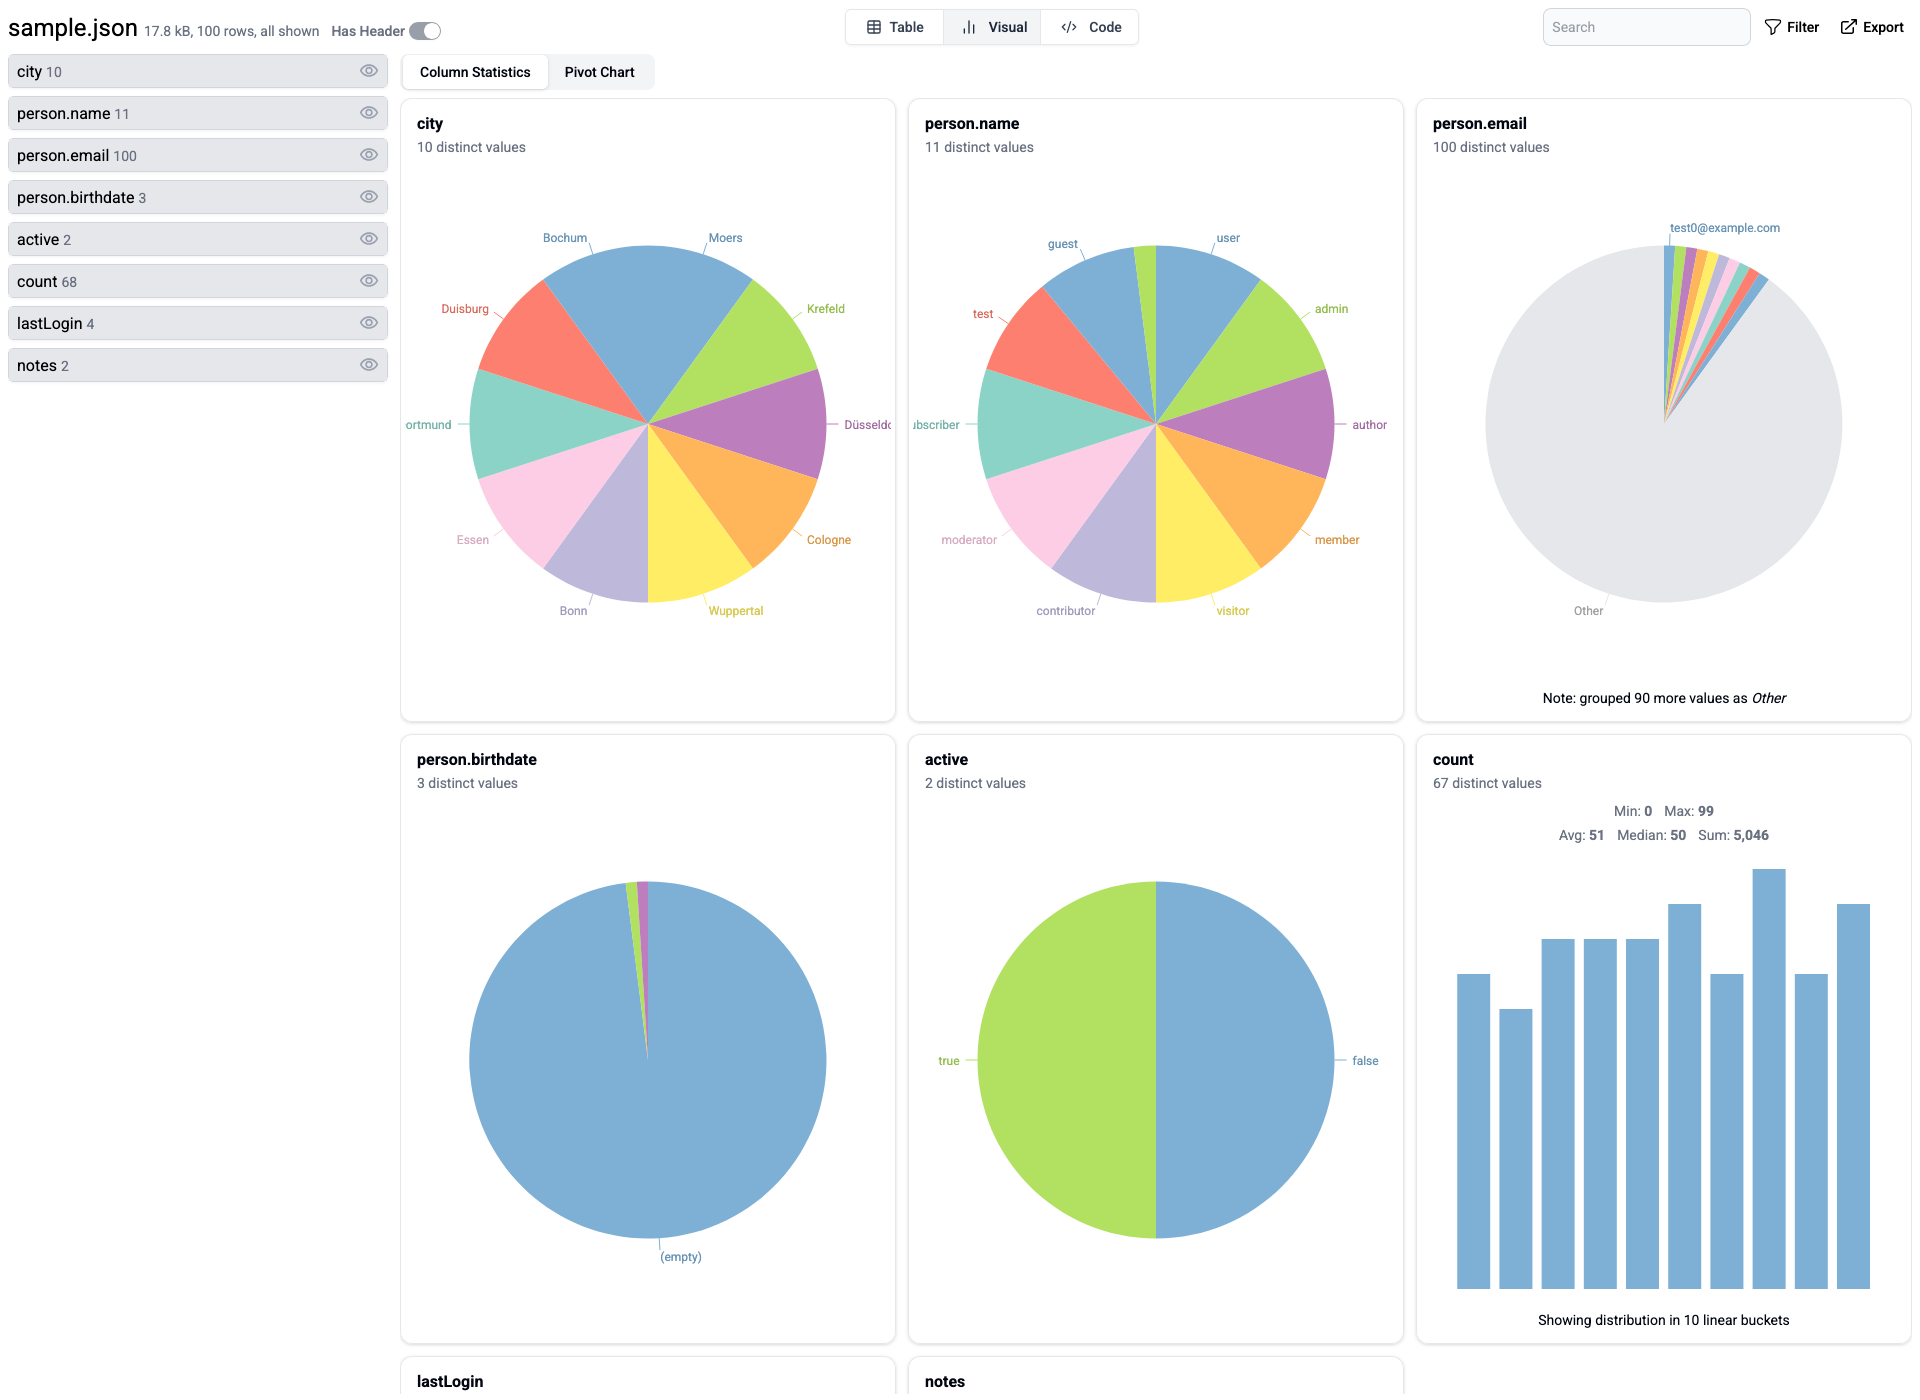 sample.json 17.8 kB, 100 rows, all shown Has Header
Table Visual Code
Search Filter Export
city 10
person.name 11
person.email 100
person.birthdate 3
active 2
count 68
lastLogin 4
notes 2
Column Statistics Pivot Chart
city
10 distinct values
Bochum Moers
Duisburg Krefeld
ortmund Düsseldo
Essen Cologne
Bonn Wuppertal
person.name
11 distinct values
guest user
test admin
ubscriber author
moderator member
contributor visitor
person.email
100 distinct values
test0@example.com
Other
Note: grouped 90 more values as Other
person.birthdate
3 distinct values
(empty)
active
2 distinct values
true false
count
67 distinct values
Min: 0 Max: 99
Avg: 51 Median: 50 Sum: 5,046
Showing distribution in 10 linear buckets
lastLogin
notes